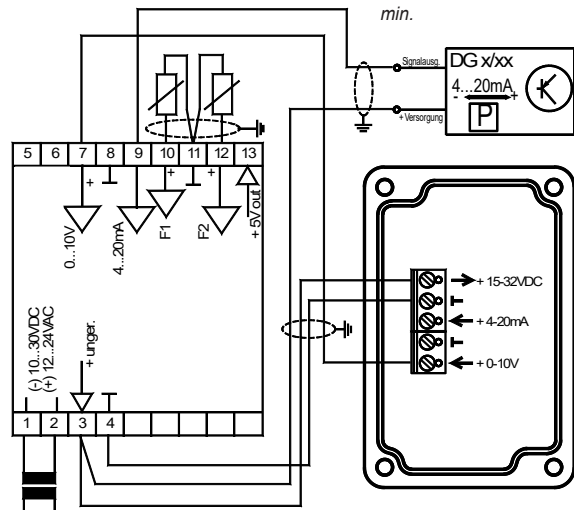 min.
Signalausg.
DG x/xx
4...20mA
- +
P
+ Versorgung
5 6 7 8 9 10 11 12 13
+ + +
0...10V
4...20mA
F1
F2
+ 5V out
(-) 10...30VDC
(+) 12...24VAC
+ unger.
1 2 3 4
+ 15-32VDC
+ 4-20mA
+ 0-10V